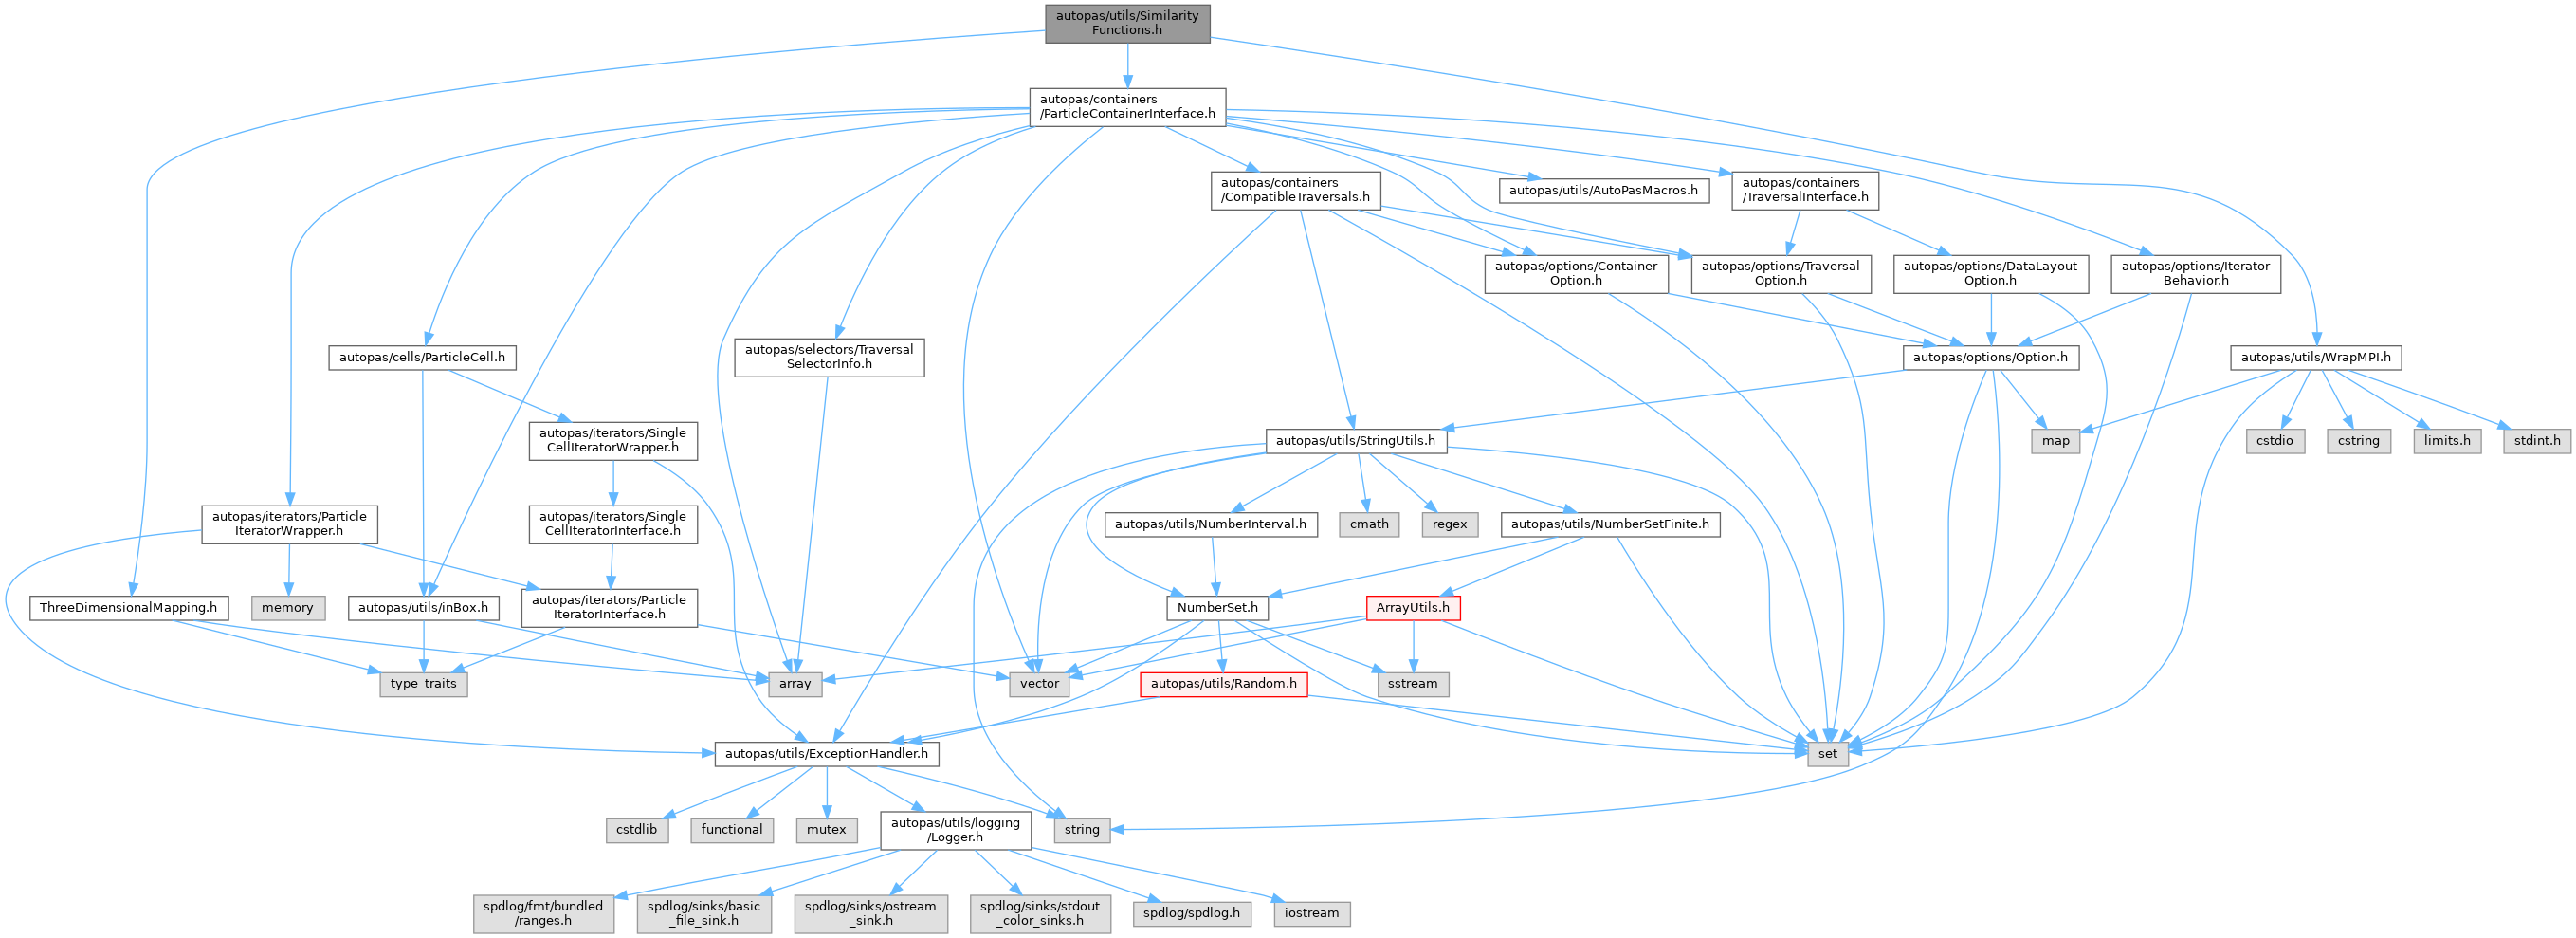 autopas/utils/Similarity
Functions.h
autopas/containers
/ParticleContainerInterface.h
autopas/containers
/CompatibleTraversals.h
autopas/utils/AutoPasMacros.h
autopas/containers
/TraversalInterface.h
autopas/options/Container
Option.h
autopas/options/Traversal
Option.h
autopas/options/DataLayout
Option.h
autopas/options/Iterator
Behavior.h
autopas/cells/ParticleCell.h
autopas/selectors/Traversal
SelectorInfo.h
autopas/options/Option.h
autopas/utils/WrapMPI.h
autopas/iterators/Single
CellIteratorWrapper.h
autopas/utils/StringUtils.h
map
cstdio
cstring
limits.h
stdint.h
autopas/iterators/Particle
IteratorWrapper.h
autopas/iterators/Single
CellIteratorInterface.h
autopas/utils/NumberInterval.h
cmath
regex
autopas/utils/NumberSetFinite.h
ThreeDimensionalMapping.h
memory
autopas/utils/inBox.h
autopas/iterators/Particle
IteratorInterface.h
NumberSet.h
ArrayUtils.h
type_traits
array
vector
autopas/utils/Random.h
sstream
autopas/utils/ExceptionHandler.h
set
cstdlib
functional
mutex
autopas/utils/logging
/Logger.h
string
spdlog/fmt/bundled
/ranges.h
spdlog/sinks/basic
_file_sink.h
spdlog/sinks/ostream
_sink.h
spdlog/sinks/stdout
_color_sinks.h
spdlog/spdlog.h
iostream